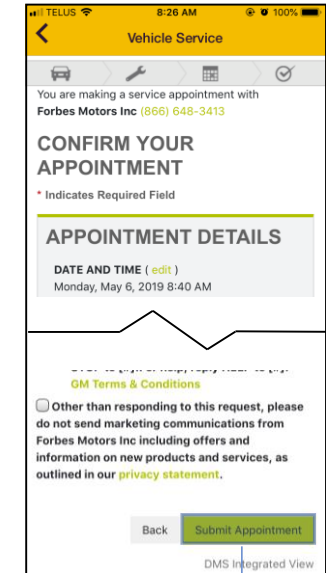 TELUS 8:26 AM 100%
Vehicle Service
You are making a service appointment with
Forbes Motors Inc (866) 648-3413
CONFIRM YOUR
APPOINTMENT
* Indicates Required Field
APPOINTMENT DETAILS
DATE AND TIME ( edit )
Monday, May 6, 2019 8:40 AM
GM Terms & Conditions
Other than responding to this request, please
do not send marketing communications from
Forbes Motors Inc including offers and
information on new products and services, as
outlined in our privacy statement.
Back Submit Appointment
DMS Integrated View